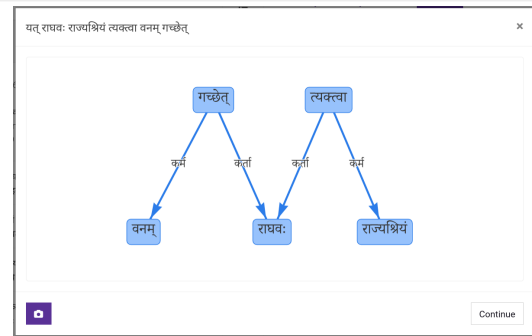 यत् राघवः राज्यश्रियं त्यक्त्वा वनम् गच्छेत् ×
गच्छेत् त्यक्त्वा
कर्म कर्ता कर्ता कर्म
वनम् राघवः राज्यश्रियं
Continue